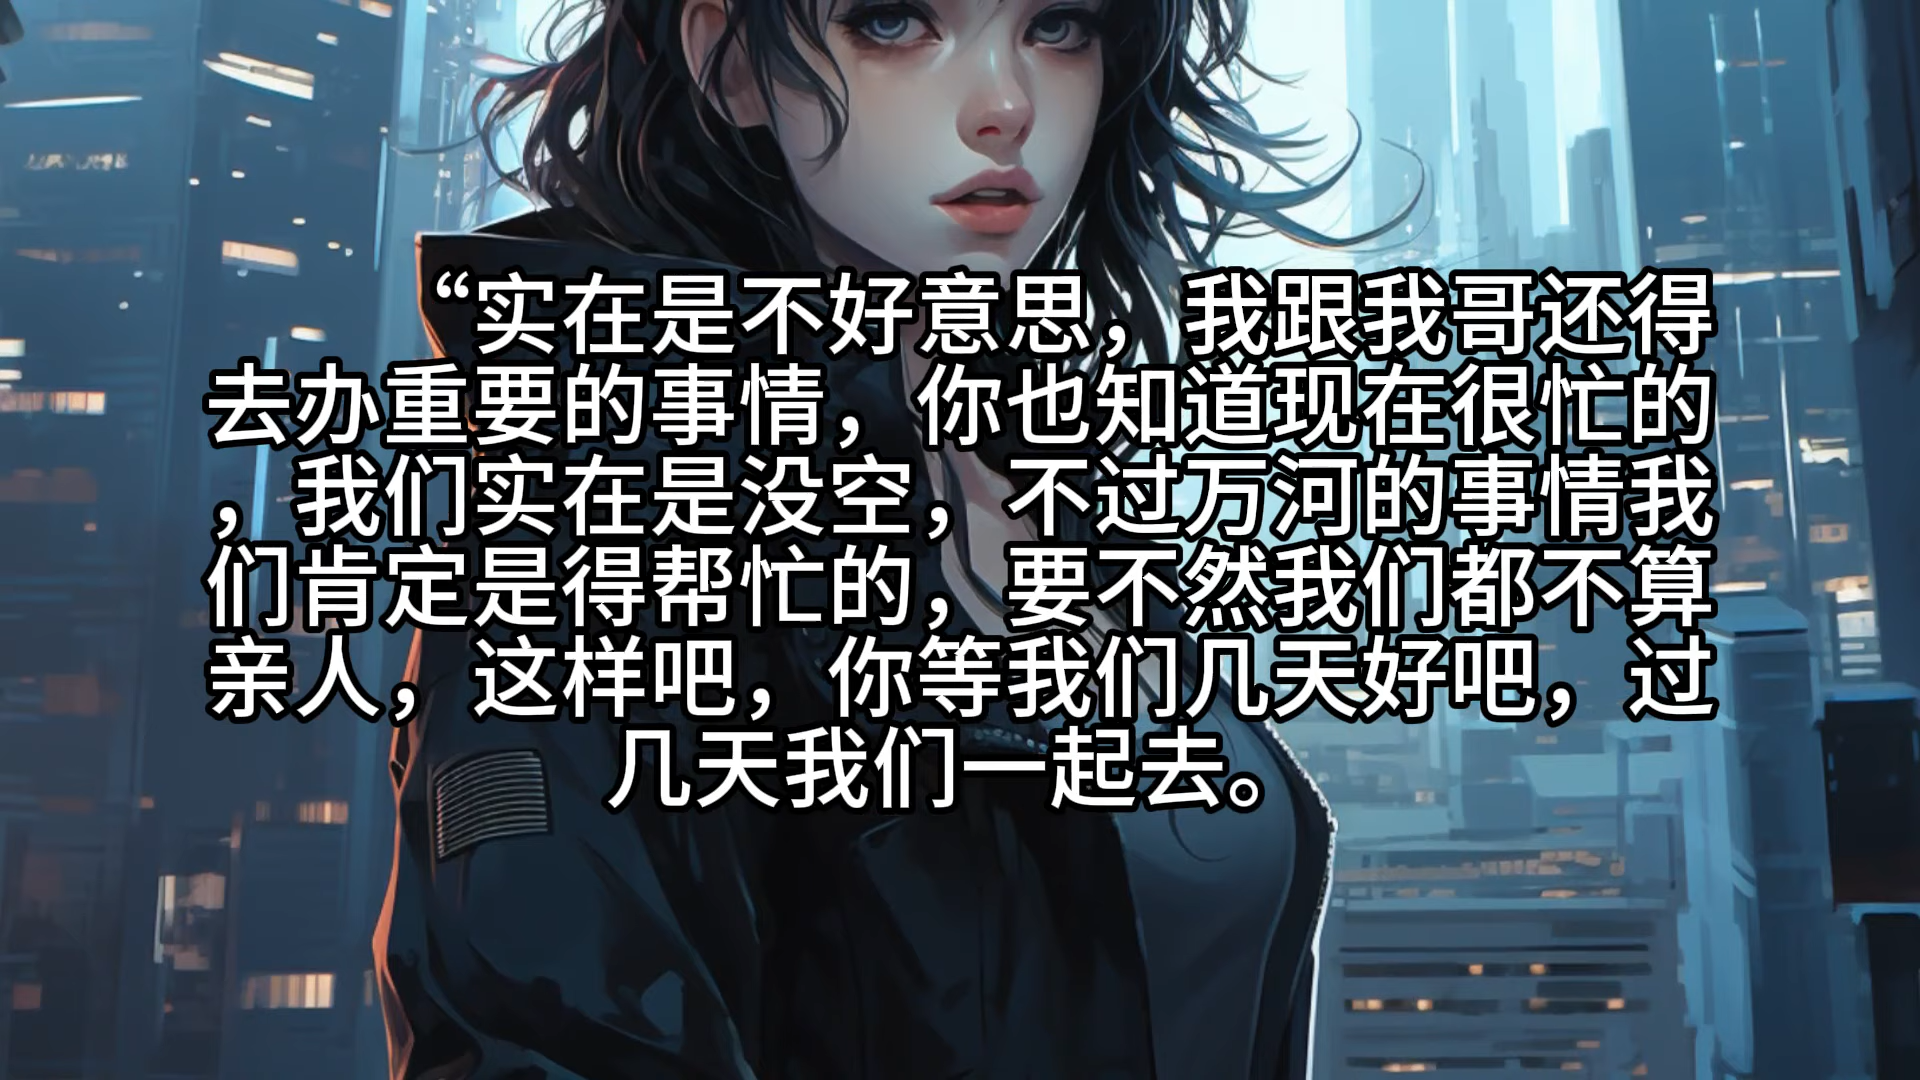 “实在是不好意思，我跟我哥还得
去办重要的事情，你也知道现在很忙的
，我们实在是没空，不过万河的事情我
们肯定是得帮忙的，要不然我们都不算
亲人，这样吧，你等我们几天好吧，过
几天我们一起去。